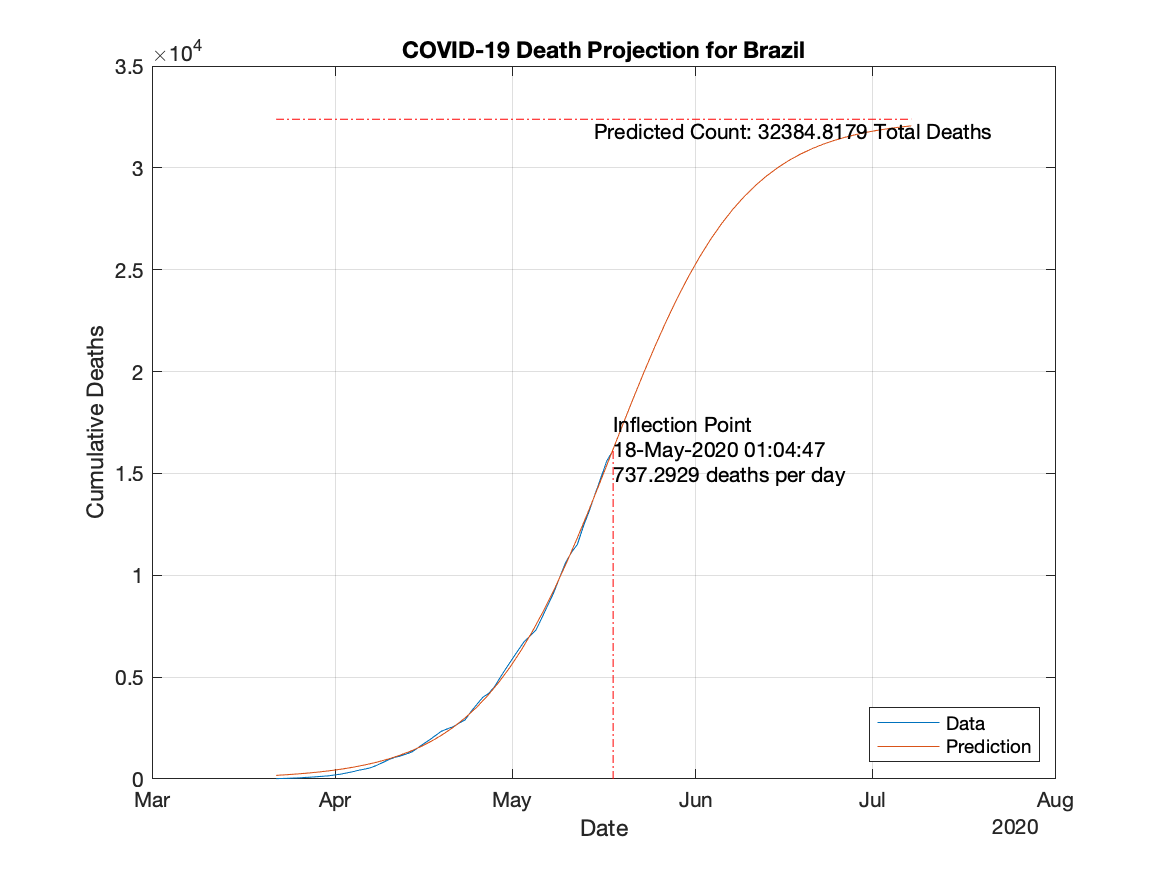 COVID-19 Death Projection for Brazil
×10⁴
3.5
3
2.5
2
1.5
1
0.5
0
Cumulative Deaths
Predicted Count: 32384.8179 Total Deaths
Inflection Point
18-May-2020 01:04:47
737.2929 deaths per day
Data
Prediction
Mar Apr May Jun Jul Aug
Date
2020